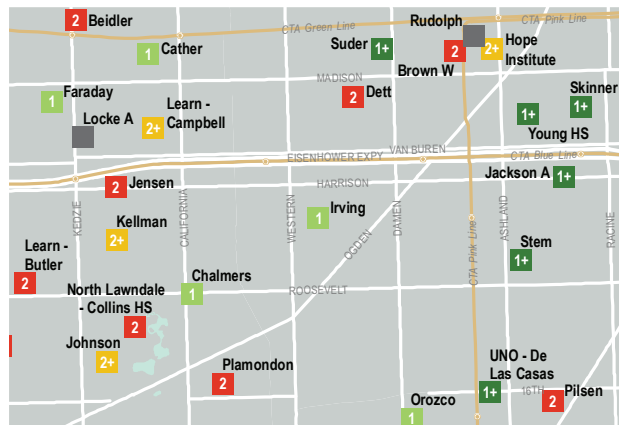 2 Beidler
CTA Green Line
Rudolph
CTA Pink Line
1 Cather
Suder 1+
2 2+ Hope
Brown W Institute
MADISON
1 Faraday
Learn -
Campbell
2+
Dett
2
Skinner
1+
1+
Young HS
Locke A
VAN BUREN
EISENHOWER EXPY
CTA Blue Line
2 Jensen
HARRISON
Jackson A 1+
KEDZIE
CALIFORNIA
WESTERN
1 Irving
OGDEN
DAMEN
CTA Pink Line
ASHLAND
RACINE
Kellman
2+
Stem
1+
Learn -
Butler
2
Chalmers
1
ROOSEVELT
North Lawndale
- Collins HS
2
Johnson
2+
Plamondon
2
UNO - De
Las Casas
1+
16TH
2 Pilsen
Orozco
1